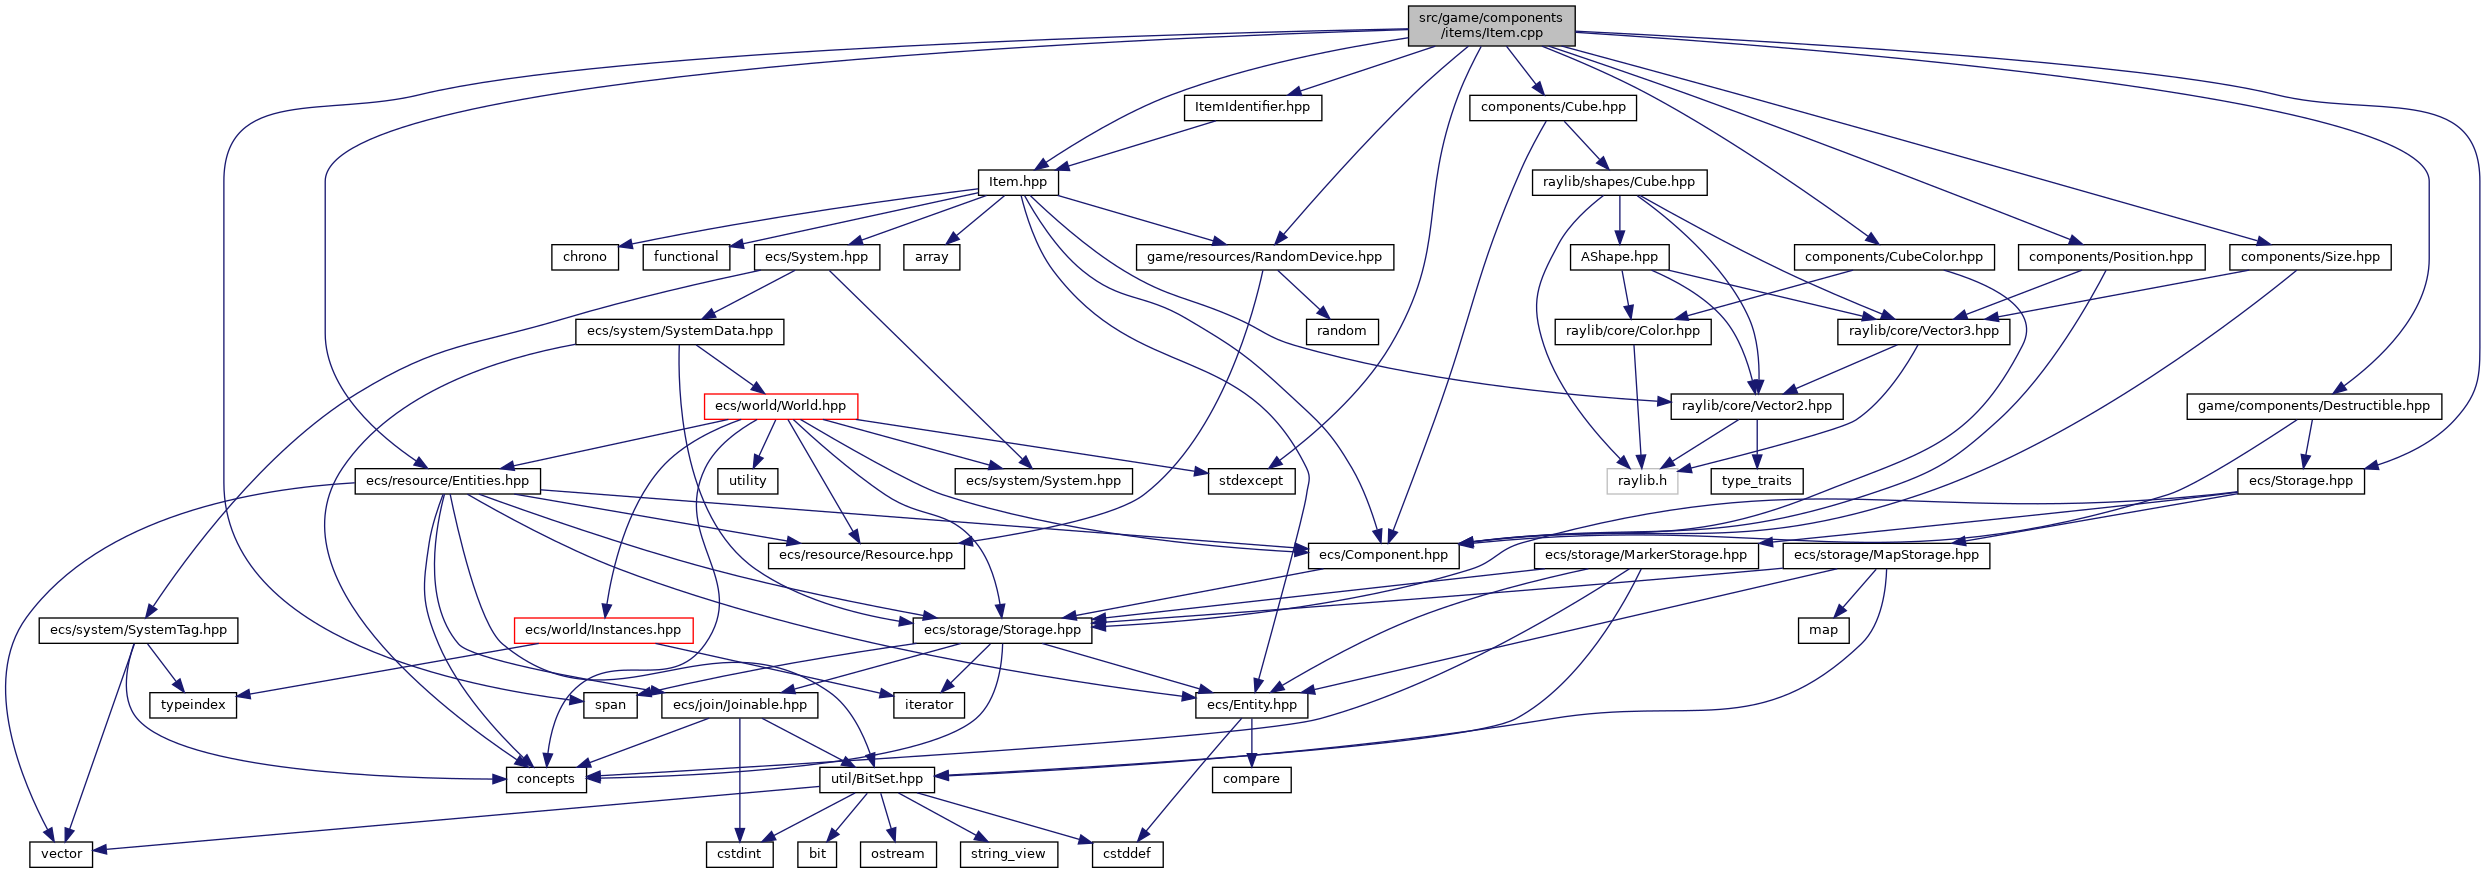 src/game/components
/items/Item.cpp
ItemIdentifier.hpp
components/Cube.hpp
Item.hpp
raylib/shapes/Cube.hpp
chrono
functional
ecs/System.hpp
array
game/resources/RandomDevice.hpp
AShape.hpp
components/CubeColor.hpp
components/Position.hpp
components/Size.hpp
ecs/system/SystemData.hpp
random
raylib/core/Color.hpp
raylib/core/Vector3.hpp
ecs/world/World.hpp
raylib/core/Vector2.hpp
game/components/Destructible.hpp
ecs/resource/Entities.hpp
utility
ecs/system/System.hpp
stdexcept
raylib.h
type_traits
ecs/Storage.hpp
ecs/resource/Resource.hpp
ecs/Component.hpp
ecs/storage/MarkerStorage.hpp
ecs/storage/MapStorage.hpp
ecs/system/SystemTag.hpp
ecs/world/Instances.hpp
ecs/storage/Storage.hpp
map
typeindex
span
ecs/join/Joinable.hpp
iterator
ecs/Entity.hpp
concepts
util/BitSet.hpp
compare
vector
cstdint
bit
ostream
string_view
cstddef